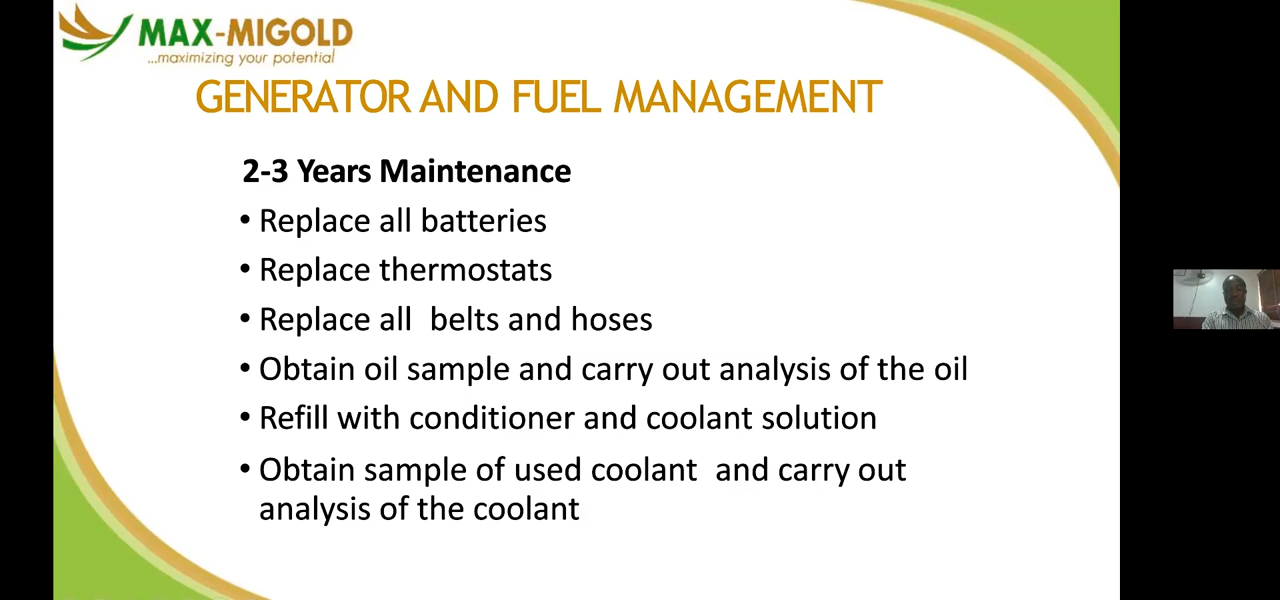 MAX-MIGOLD
...maximizing your potential
GENERATOR AND FUEL MANAGEMENT
2-3 Years Maintenance
• Replace all batteries
• Replace thermostats
• Replace all  belts and hoses
• Obtain oil sample and carry out analysis of the oil
• Refill with conditioner and coolant solution
• Obtain sample of used coolant  and carry out
analysis of the coolant